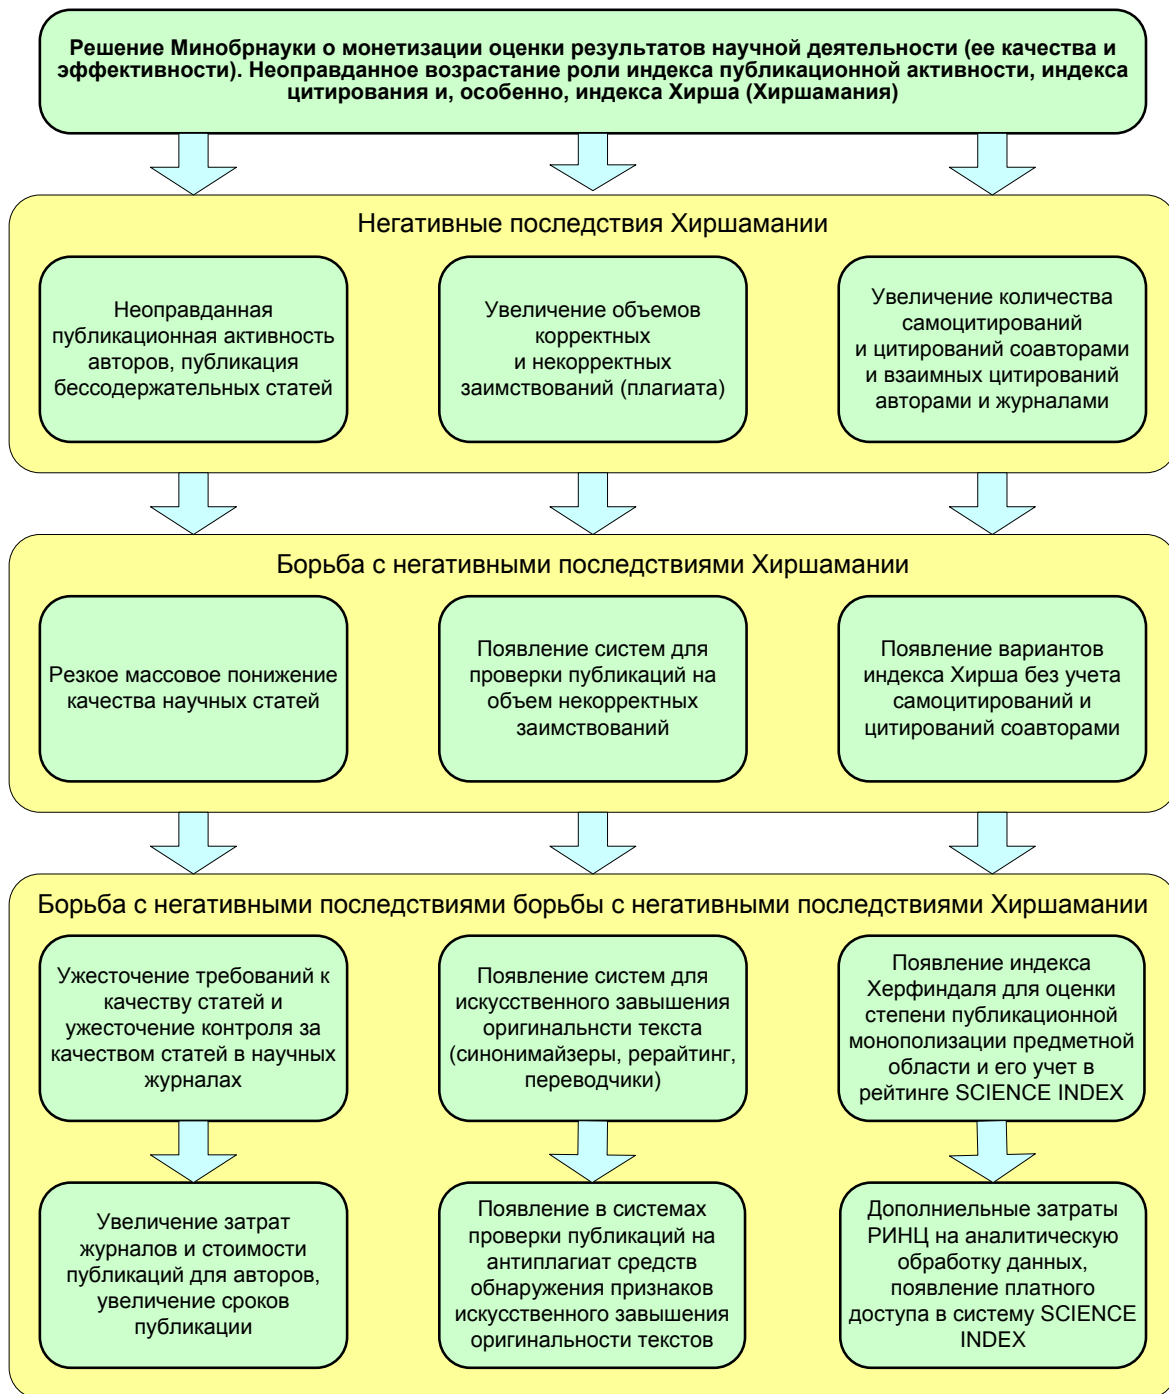 Решение Минобрнауки о монетизации оценки результатов научной деятельности (ее качества и
эффективности). Неоправданное возрастание роли индекса публикационной активности, индекса
цитирования и, особенно, индекса Хирша (Хиршамания)
Негативные последствия Хиршамании
Неоправданная
публикационная активность
авторов, публикация
бессодержательных статей
Увеличение объемов
корректных
и некорректных
заимствований (плагиата)
Увеличение количества
самоцитирований
и цитирований соавторами
и взаимных цитирований
авторами и журналами
Борьба с негативными последствиями Хиршамании
Резкое массовое понижение
качества научных статей
Появление систем для
проверки публикаций на
объем некорректных
заимствований
Появление вариантов
индекса Хирша без учета
самоцитирований и
цитирований соавторами
Борьба с негативными последствиями борьбы с негативными последствиями Хиршамании
Ужесточение требований к
качеству статей и
ужесточение контроля за
качеством статей в научных
журналах
Появление систем для
искусственного завышения
оригинальнсти текста
(синонимайзеры, рерайтинг,
переводчики)
Появление индекса
Херфиндаля для оценки
степени публикационной
монополизации предметной
области и его учет в
рейтинге SCIENCE INDEX
Увеличение затрат
журналов и стоимости
публикаций для авторов,
увеличение сроков
публикации
Появление в системах
проверки публикаций на
антиплагиат средств
обнаружения признаков
искусственного завышения
оригинальности текстов
Дополниельные затраты
РИНЦ на аналитическую
обработку данных,
появление платного
доступа в систему SCIENCE
INDEX